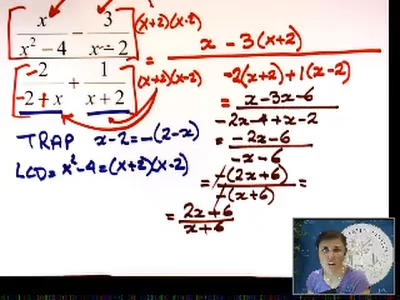 [x/(x²-4) - 3/(x-2)] (x+2)(x-2)
[-2/(-2+x) + 1/(x+2)] (x+2)(x-2)
= x - 3(x+2) / -2(x+2)+1(x-2)
= x-3x-6 / -2x-4+x-2
TRAP x-2=-(2-x)
= -2x-6 / -x-6
LCD= x²-4=(x+2)(x-2)
= -(2x+6) / -(x+6) =
= 2x+6 / x+6